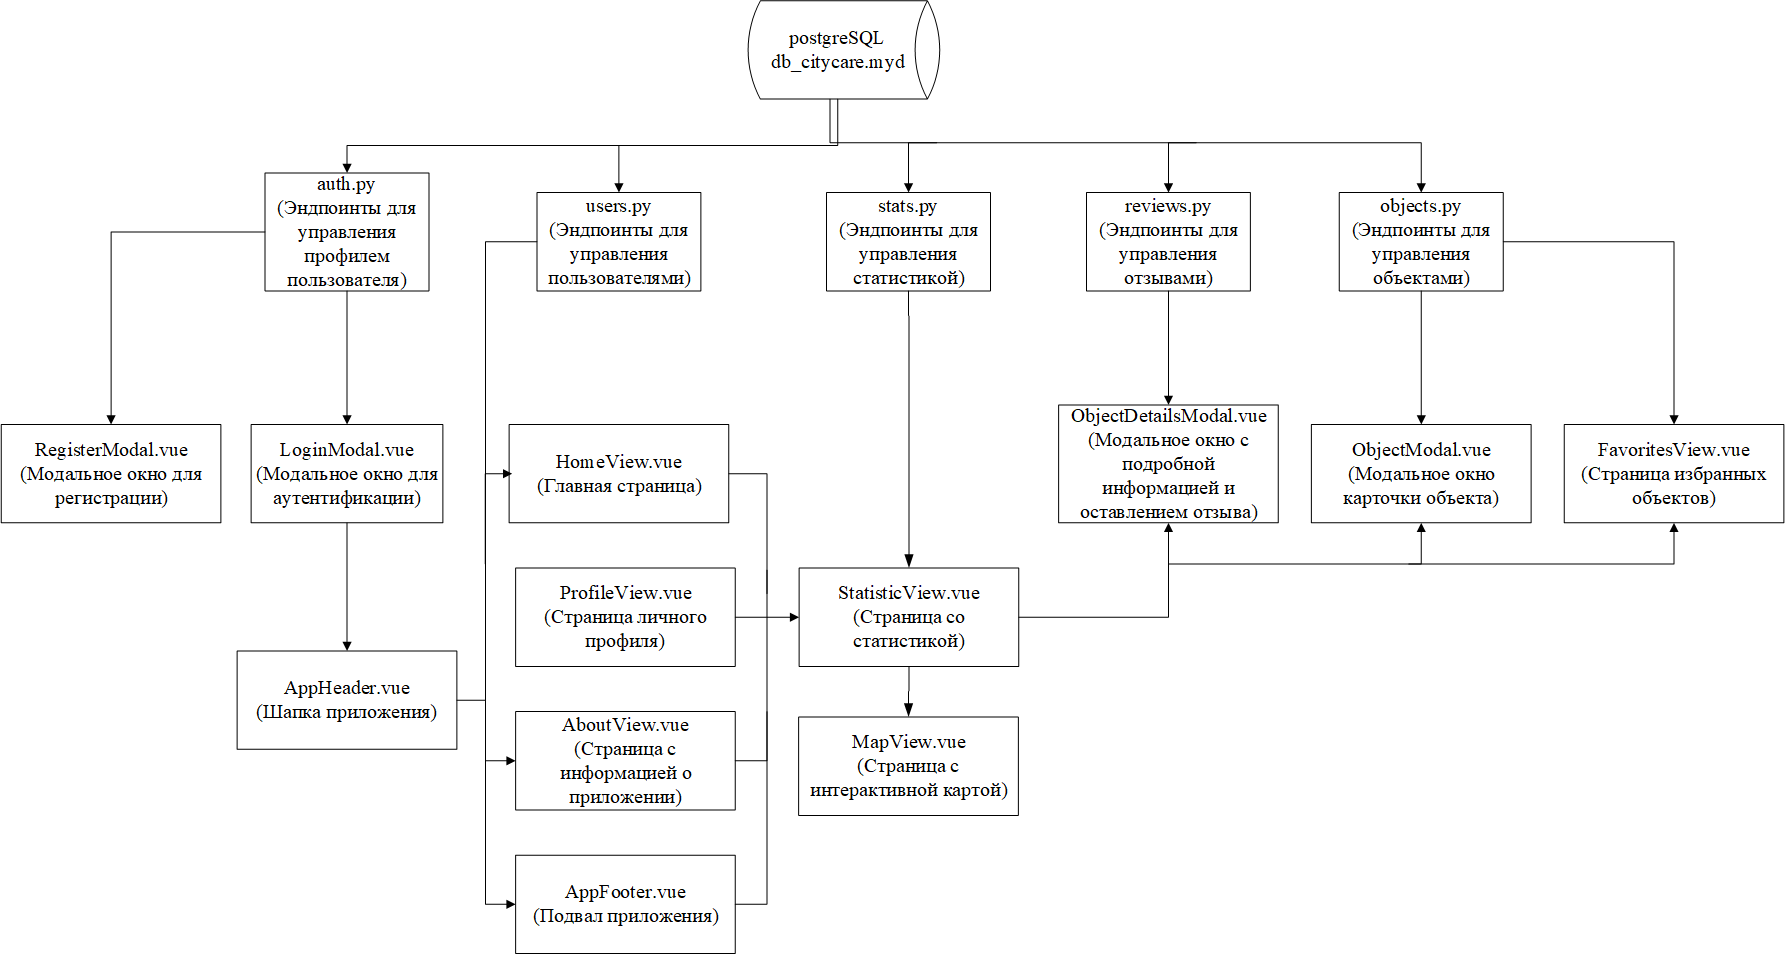 postgreSQL
db_citycare.myd
auth.py
(Эндпоинты для
управления
профилем
пользователя)
users.py
(Эндпоинты для
управления
пользователями)
stats.py
(Эндпоинты для
управления
статистикой)
reviews.py
(Эндпоинты для
управления
отзывами)
objects.py
(Эндпоинты для
управления
объектами)
RegisterModal.vue
(Модальное окно для
регистрации)
LoginModal.vue
(Модальное окно для
аутентификации)
HomeView.vue
(Главная страница)
ObjectDetailsModal.vue
(Модальное окно с
подробной
информацией и
оставлением отзыва)
ObjectModal.vue
(Модальное окно
карточки объекта)
FavoritesView.vue
(Страница избранных
объектов)
ProfileView.vue
(Страница личного
профиля)
StatisticView.vue
(Страница со
статистикой)
AppHeader.vue
(Шапка приложения)
AboutView.vue
(Страница с
информацией о
приложении)
MapView.vue
(Страница с
интерактивной картой)
AppFooter.vue
(Подвал приложения)